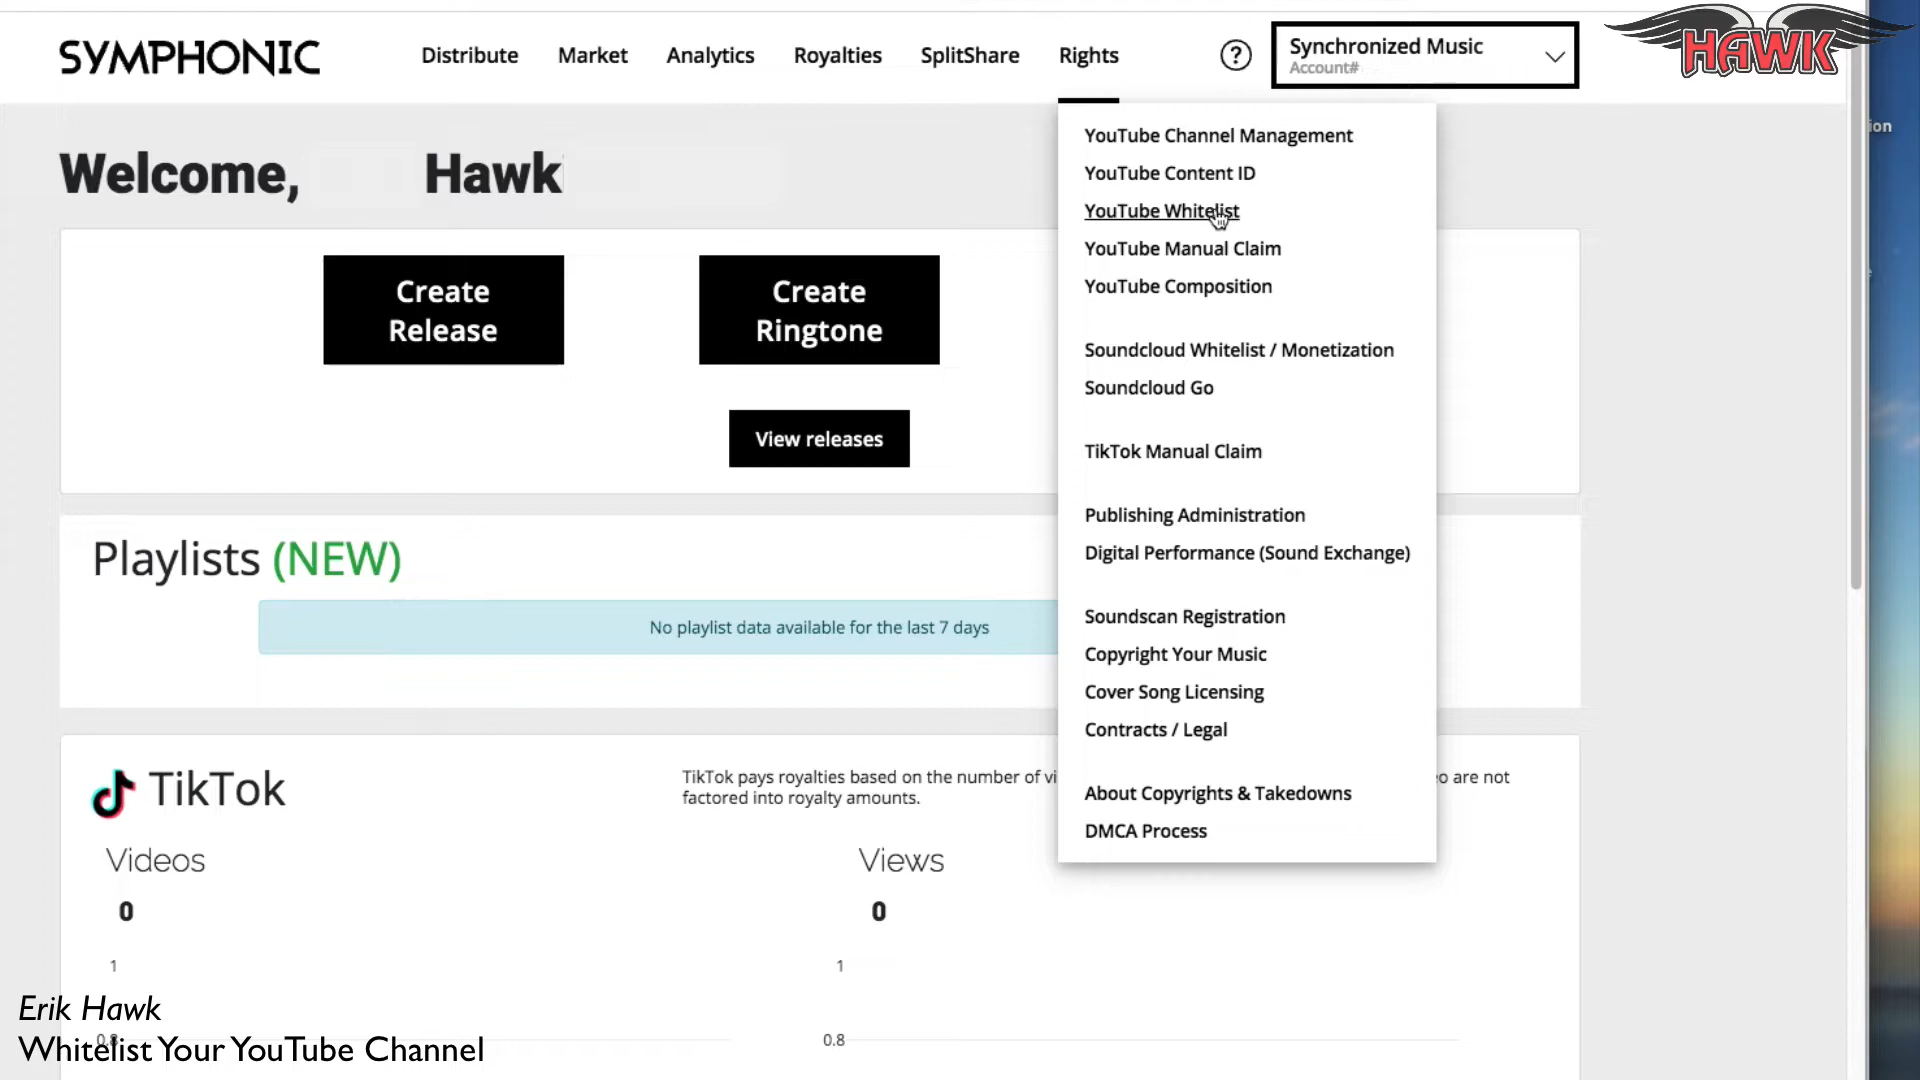 SYMPHONIC
Distribute
Market
Analytics
Royalties
SplitShare
Rights
?
Synchronized Music
Account#
HAWK
ion
Welcome,
Hawk
Create
Release
Create
Ringtone
View releases
YouTube Channel Management
YouTube Content ID
YouTube Whitelist
YouTube Manual Claim
YouTube Composition
Soundcloud Whitelist / Monetization
Soundcloud Go
TikTok Manual Claim
Publishing Administration
Digital Performance (Sound Exchange)
Soundscan Registration
Copyright Your Music
Cover Song Licensing
Contracts / Legal
About Copyrights & Takedowns
DMCA Process
Playlists (NEW)
No playlist data available for the last 7 days
TikTok
TikTok pays royalties based on the number of vi
eo are not
factored into royalty amounts.
Videos
0
1
0.8
Views
0
1
0.8
Erik Hawk
Whitelist Your YouTube Channel